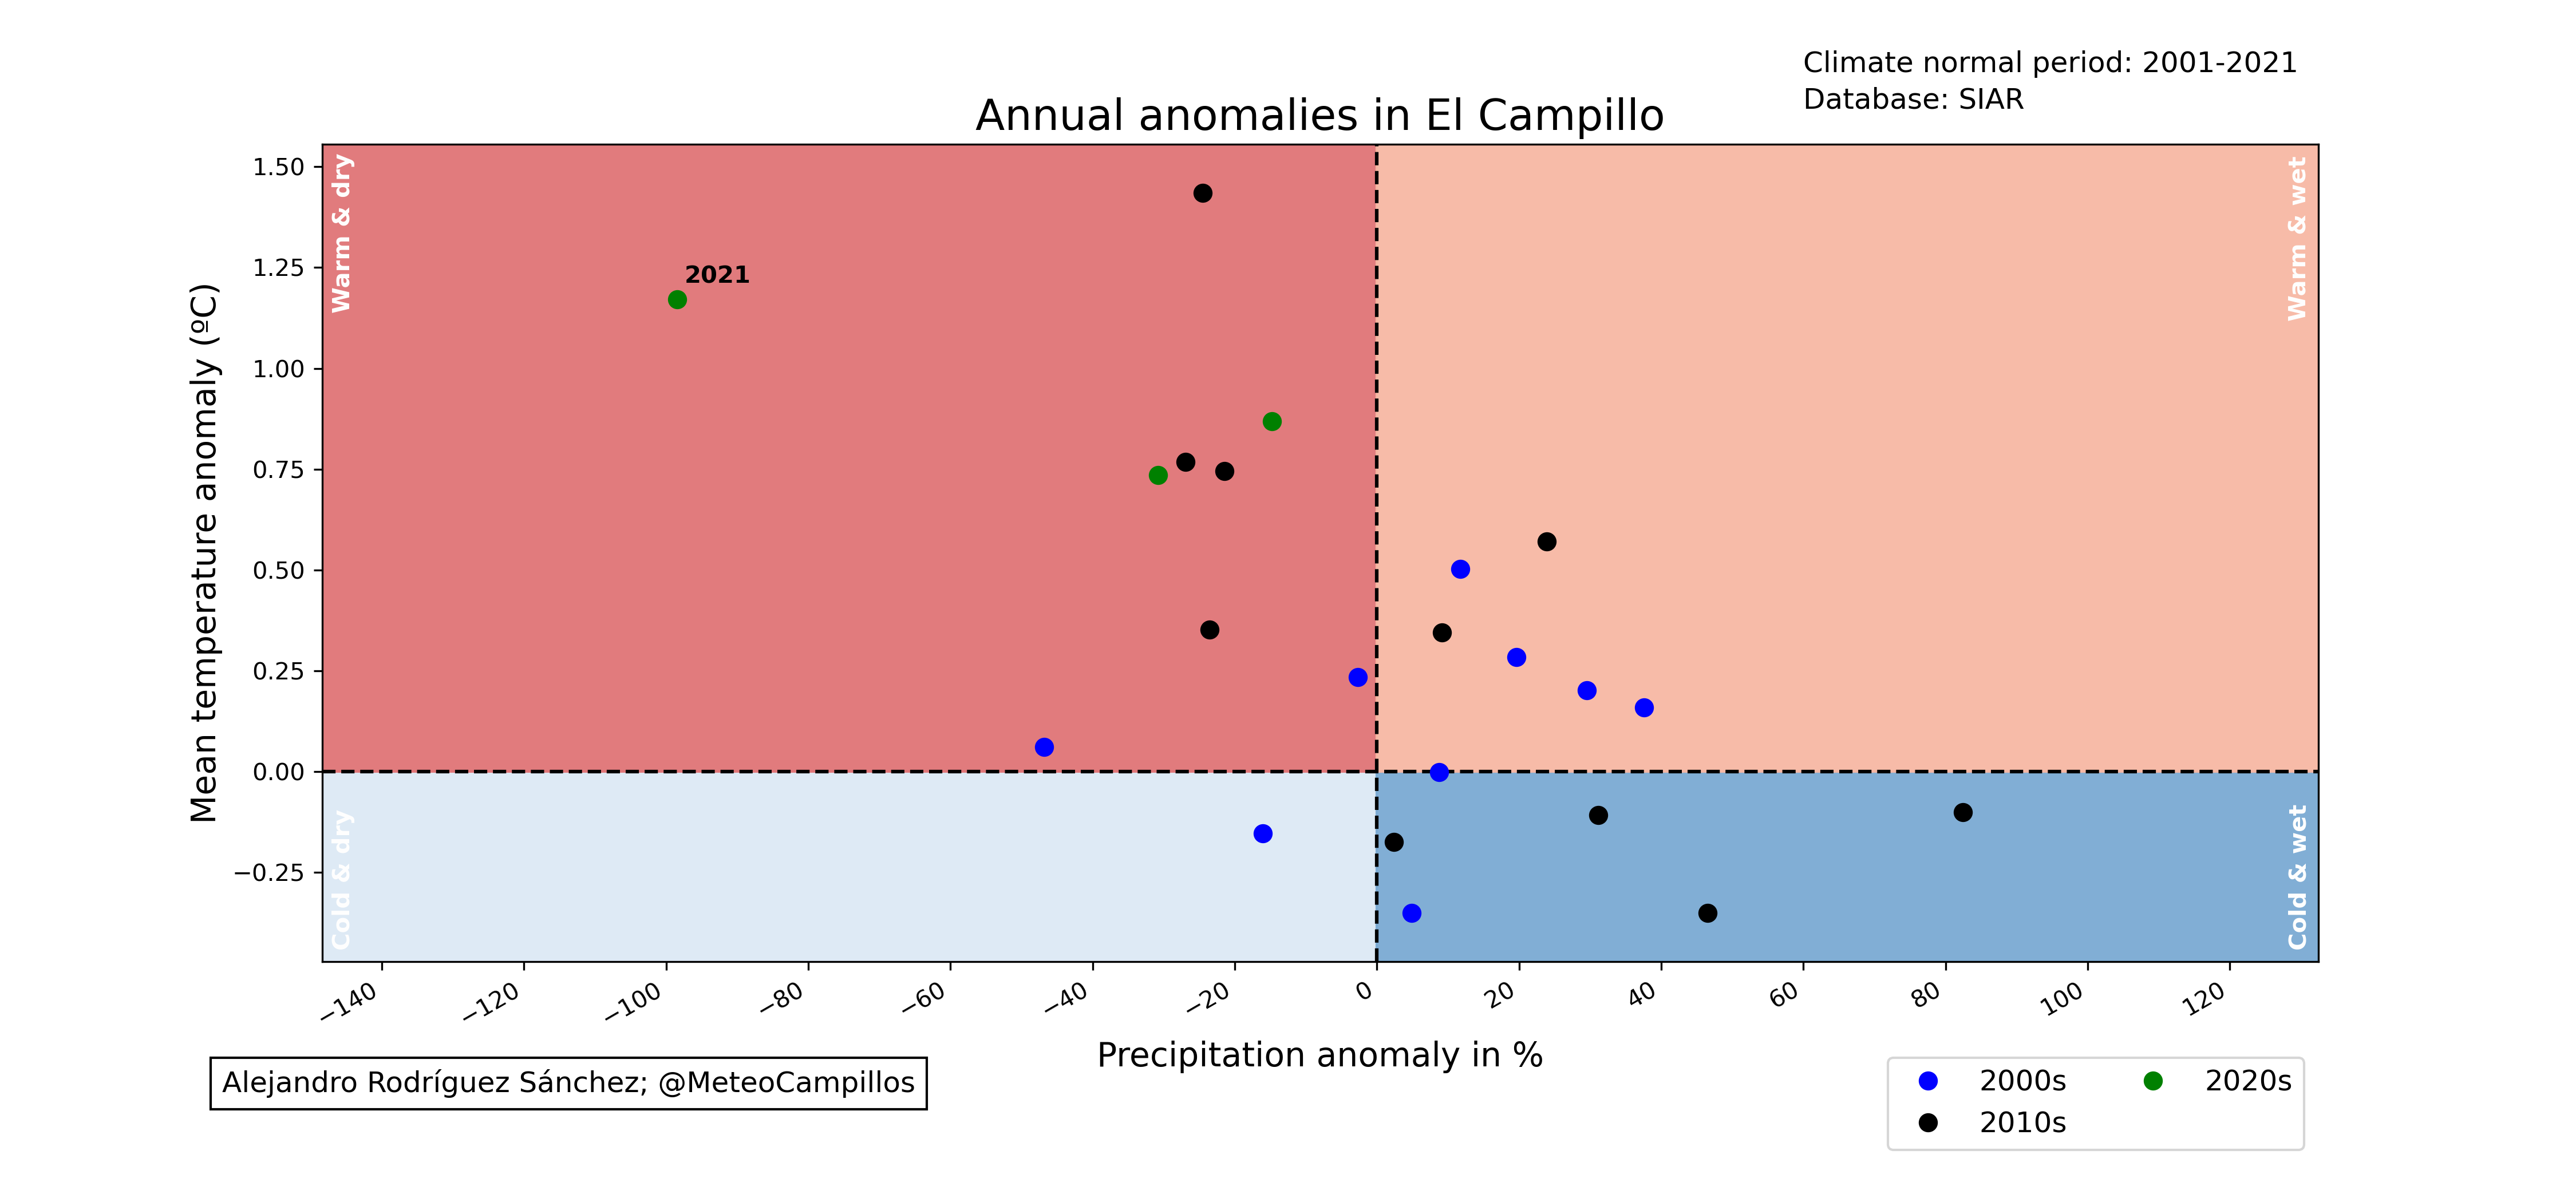 Climate normal period: 2001-2021
Database: SIAR
Annual anomalies in El Campillo
Warm & dry
Warm & wet
Cold & dry
Cold & wet
2021
Mean temperature anomaly (ºC)
1.50
1.25
1.00
0.75
0.50
0.25
0.00
−0.25
−140
−120
−100
−80
−60
−40
−20
0
20
40
60
80
100
120
Precipitation anomaly in %
Alejandro Rodríguez Sánchez; @MeteoCampillos
2000s
2010s
2020s